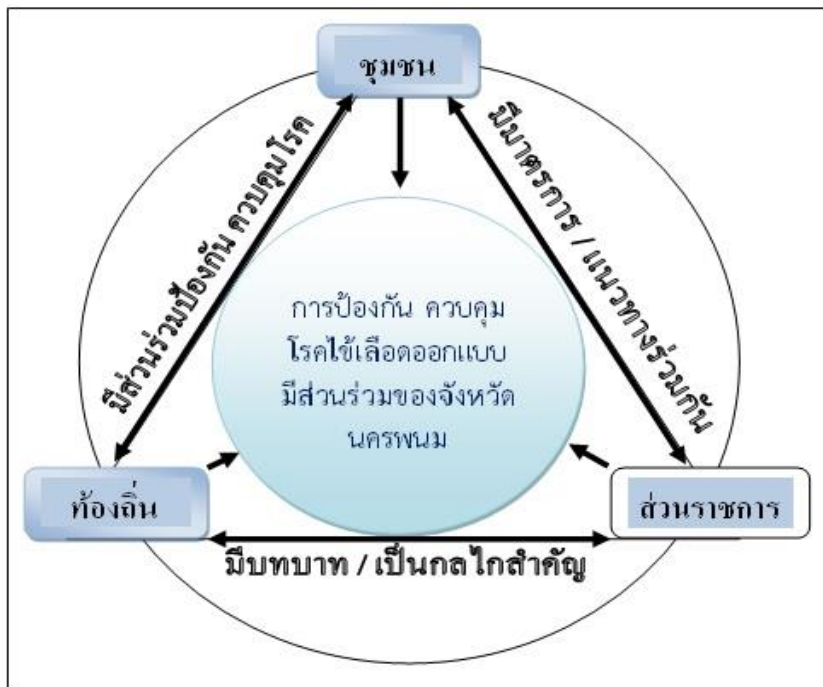 ชุมชน
มีส่วนร่วมป้องกัน ควบคุมโรค
มีมาตรการ / แนวทางร่วมกัน
การป้องกัน ควบคุม
โรคไข้เลือดออกแบบ
มีส่วนร่วมของจังหวัด
นครพนม
ท้องถิ่น
ส่วนราชการ
มีบทบาท / เป็นกลไกสำคัญ